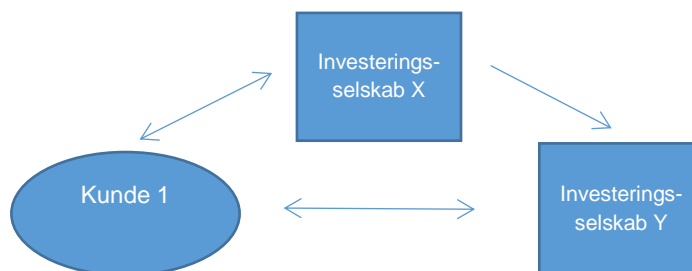 Investerings-
selskab X
Kunde 1
Investerings-
selskab Y